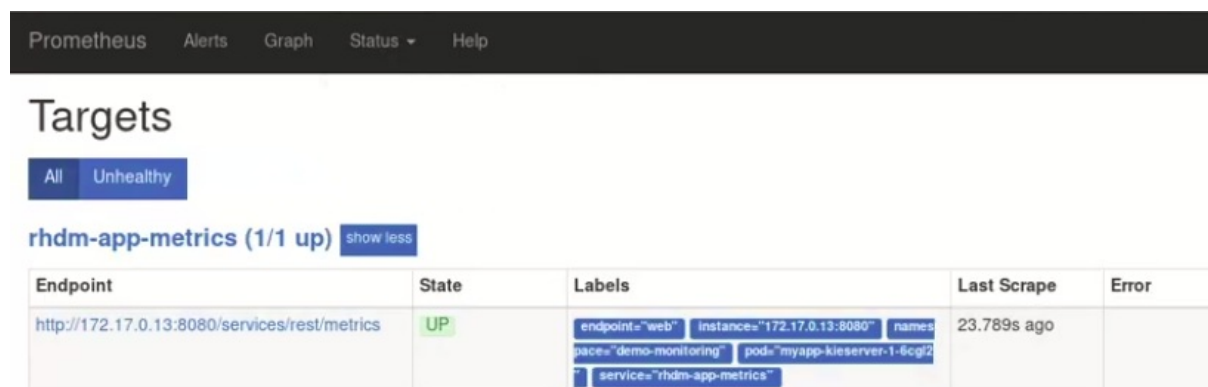 Prometheus Alerts Graph Status Help
Targets
All Unhealthy
rhdm-app-metrics (1/1 up) show less
Endpoint State Labels Last Scrape Error
http://172.17.0.13:8080/services/rest/metrics UP endpoint="web" instance="172.17.0.13:8080" names 23.789s ago
pace="demo-monitoring" pod="myapp-kieserver-1-6cgl2
" service="rhdm-app-metrics"